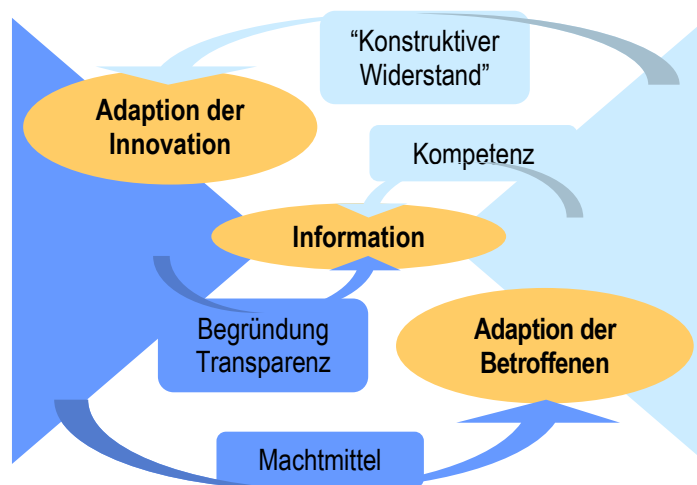 “Konstruktiver
Widerstand”
Adaption der
Innovation
Kompetenz
Information
Begründung
Transparenz
Adaption der
Betroffenen
Machtmittel